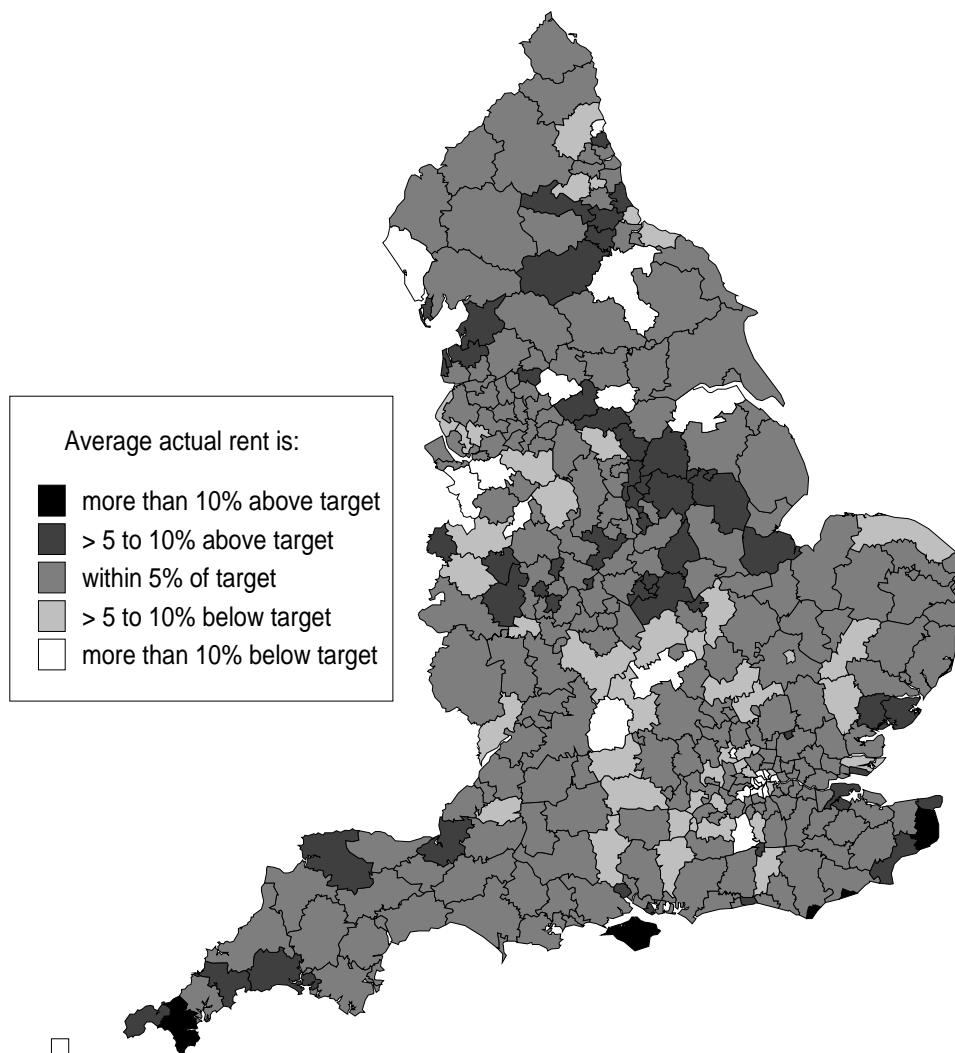 Average actual rent is:
more than 10% above target
> 5 to 10% above target
within 5% of target
> 5 to 10% below target
more than 10% below target